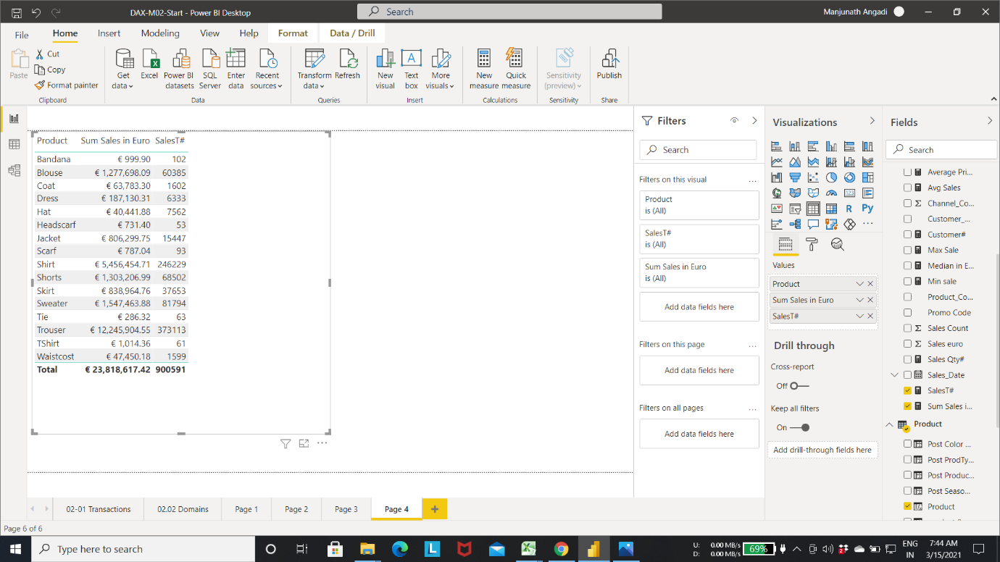 DAX-M02-Start - Power BI Desktop
Search
Manjunath Angadi
File Home Insert Modeling View Help Format Data / Drill
Paste
Cut
Copy
Format painter
Clipboard
Get data
Excel
Power BI datasets
SQL Server
Enter data
Recent sources
Data
Transform data
Refresh
Queries
New visual
Text box
More visuals
Insert
New measure
Quick measure
Calculations
Sensitivity (preview)
Sensitivity
Publish
Share
Product Sum Sales in Euro SalesT#
Bandana € 999.90 102
Blouse € 1,277,698.09 60385
Coat € 63,783.30 1602
Dress € 187,130.31 6333
Hat € 40,441.88 7562
Headscarf € 731.40 53
Jacket € 806,299.75 15447
Scarf € 787.04 93
Shirt € 5,456,454.71 246229
Shorts € 1,303,206.99 68502
Skirt € 838,964.76 37653
Sweater € 1,547,463.88 81794
Tie € 286.32 63
Trouser € 12,245,904.55 373113
TShirt € 1,014.36 61
Waistcost € 47,450.18 1599
Total € 23,818,617.42 900591
Filters
Search
Filters on this visual ...
Product
is (All)
SalesT#
is (All)
Sum Sales in Euro
is (All)
Add data fields here
Filters on this page ...
Add data fields here
Filters on all pages ...
Add data fields here
Visualizations
R Py
...
Values
Product
Sum Sales in Euro
SalesT#
Drill through
Cross-report
Off
Keep all filters
On
Add drill-through fields here
Fields
Search
Average Pri...
Avg Sales
Channel_Co...
Customer_...
Customer#
Max Sale
Median in E...
Min sale
Product_Co...
Promo Code
Sales Count
Sales euro
Sales Qty#
Sales_Date
SalesT#
Sum Sales i...
Product
Post Color ...
Post ProdTy...
Post Produc...
Post Seaso...
Product
02-01 Transactions 02.02 Domains Page 1 Page 2 Page 3 Page 4 +
Page 6 of 6
Type here to search
U: 0.00 MB/s
D: 0.00 MB/s
69%
ENG
IN
7:44 AM
3/15/2021